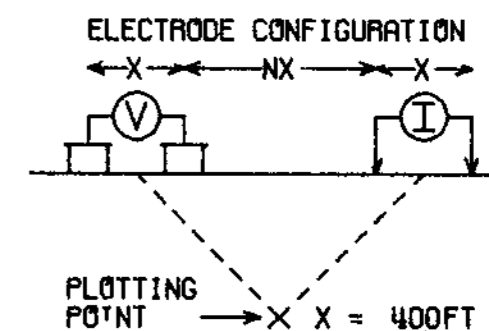 ELECTRODE CONFIGURATION
X NX X
V I
PLOTTING
POINT X X = 400FT